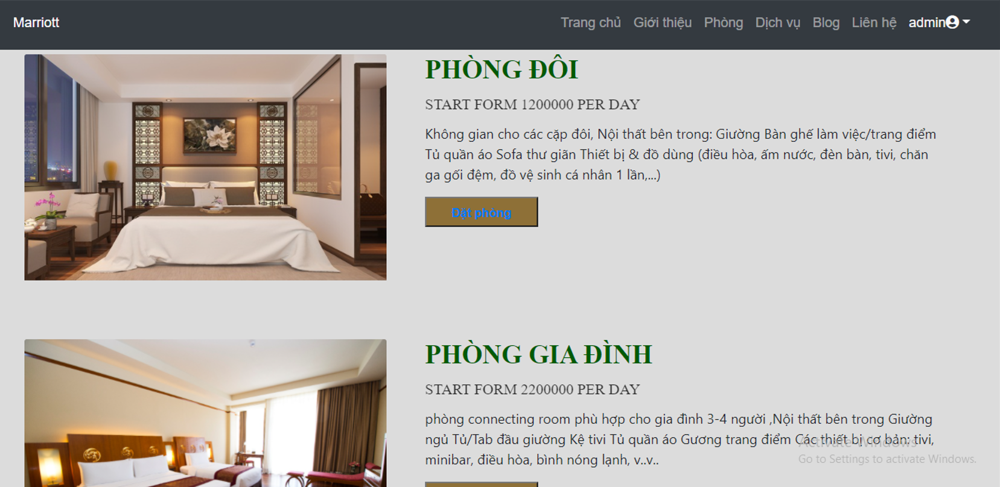 Marriott
Trang chủ Giới thiệu Phòng Dịch vụ Blog Liên hệ admin
PHÒNG ĐÔI
START FORM 1200000 PER DAY
Không gian cho các cặp đôi, Nội thất bên trong: Giường Bàn ghế làm việc/trang điểm
Tủ quần áo Sofa thư giãn Thiết bị & đồ dùng (điều hòa, ấm nước, đèn bàn, tivi, chăn
ga gối đệm, đồ vệ sinh cá nhân 1 lần,...)
Đặt phòng
PHÒNG GIA ĐÌNH
START FORM 2200000 PER DAY
phòng connecting room phù hợp cho gia đình 3-4 người ,Nội thất bên trong Giường
ngủ Tủ/Tab đầu giường Kệ tivi Tủ quần áo Gương trang điểm Các thiết bị cơ bản: tivi,
minibar, điều hòa, bình nóng lạnh, v..v..
Activate Windows
Go to Settings to activate Windows.